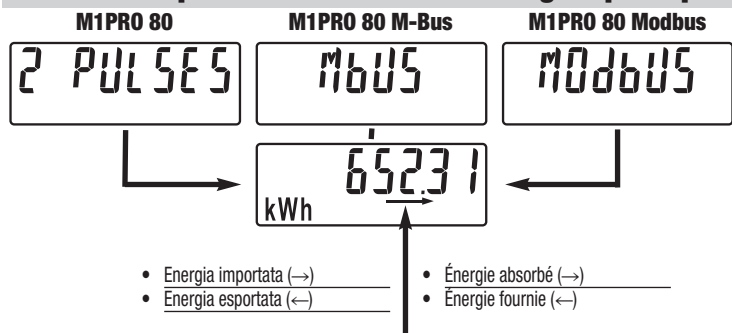 M1PRO 80 M1PRO 80 M-Bus M1PRO 80 Modbus
2 PULSES MbUS MOdbUS
652.31
kWh
• Energia importata (→) • Énergie absorbé (→)
• Energia esportata (←) • Énergie fournie (←)